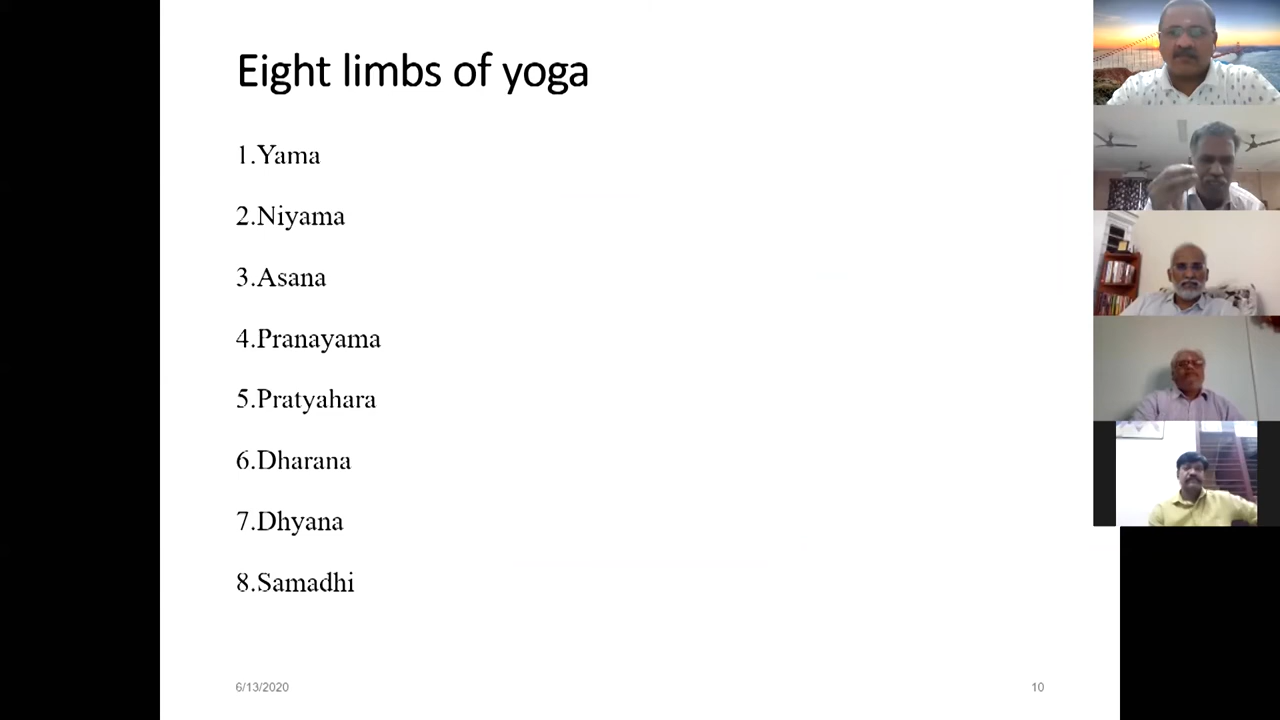 Eight limbs of yoga
1.Yama
2.Niyama
3.Asana
4.Pranayama
5.Pratyahara
6.Dharana
7.Dhyana
8.Samadhi
6/13/2020
10